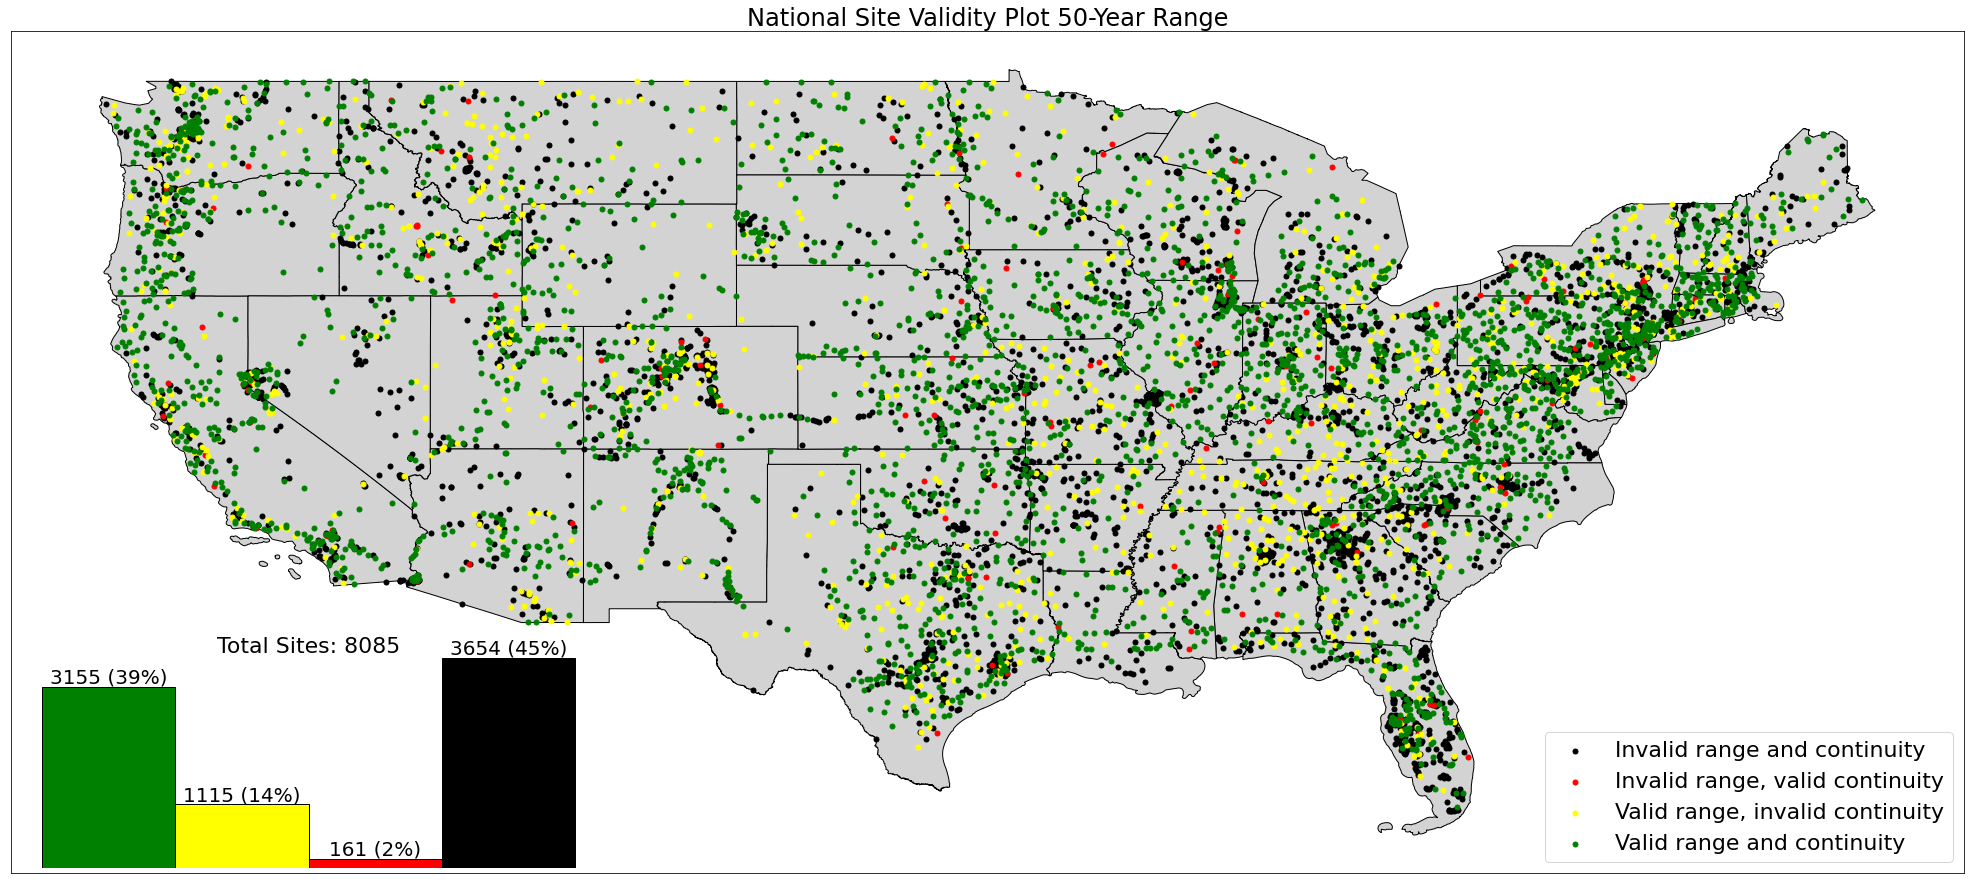 National Site Validity Plot 50-Year Range
Total Sites: 8085
3155 (39%)
1115 (14%)
161 (2%)
3654 (45%)
Invalid range and continuity
Invalid range, valid continuity
Valid range, invalid continuity
Valid range and continuity